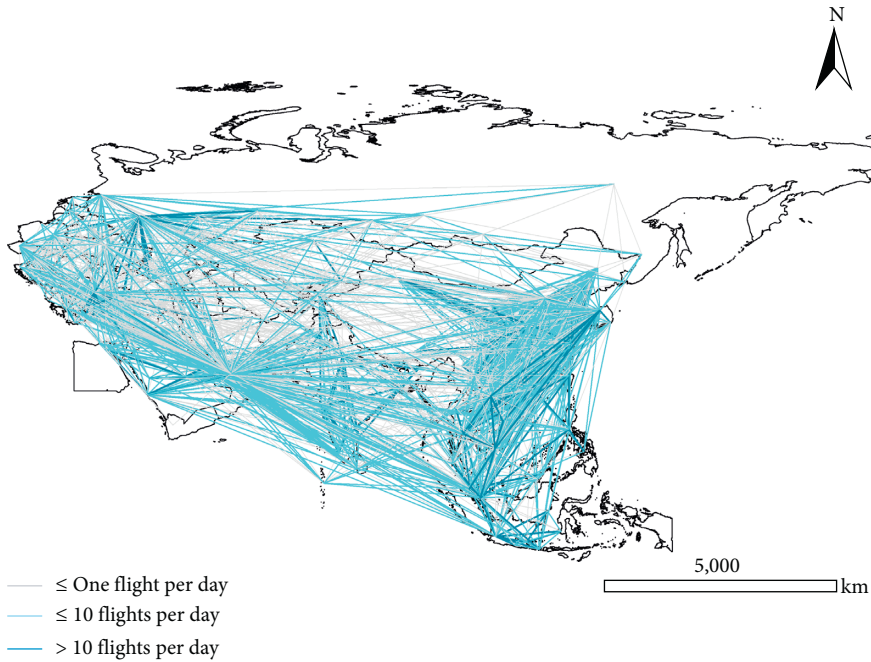 N
5,000
km
≤ One flight per day
≤ 10 flights per day
> 10 flights per day